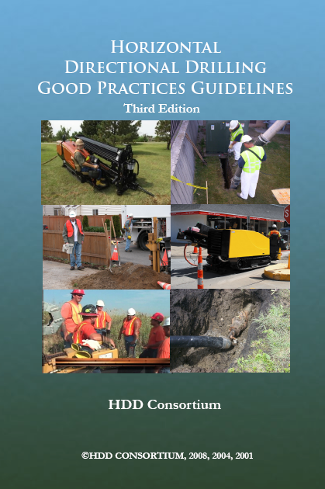 Horizontal
Directional Drilling
Good Practices Guidelines
Third Edition
HDD Consortium
©HDD CONSORTIUM, 2008, 2004, 2001